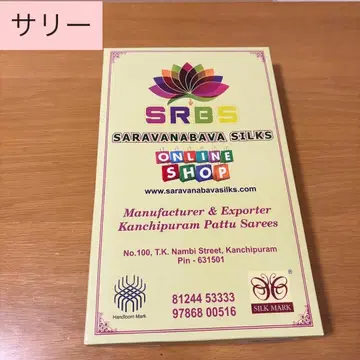 サリー
SRBS
SARAVANABAVA SILKS
ONLINE
SHOP
www.saravanabavasilks.com
Manufacturer & Exporter
Kanchipuram Pattu Sarees
No.100, T.K. Nambi Street, Kanchipuram
Pin - 631501
Handloom Mark
81244 53333
97868 00516
SILK MARK
®